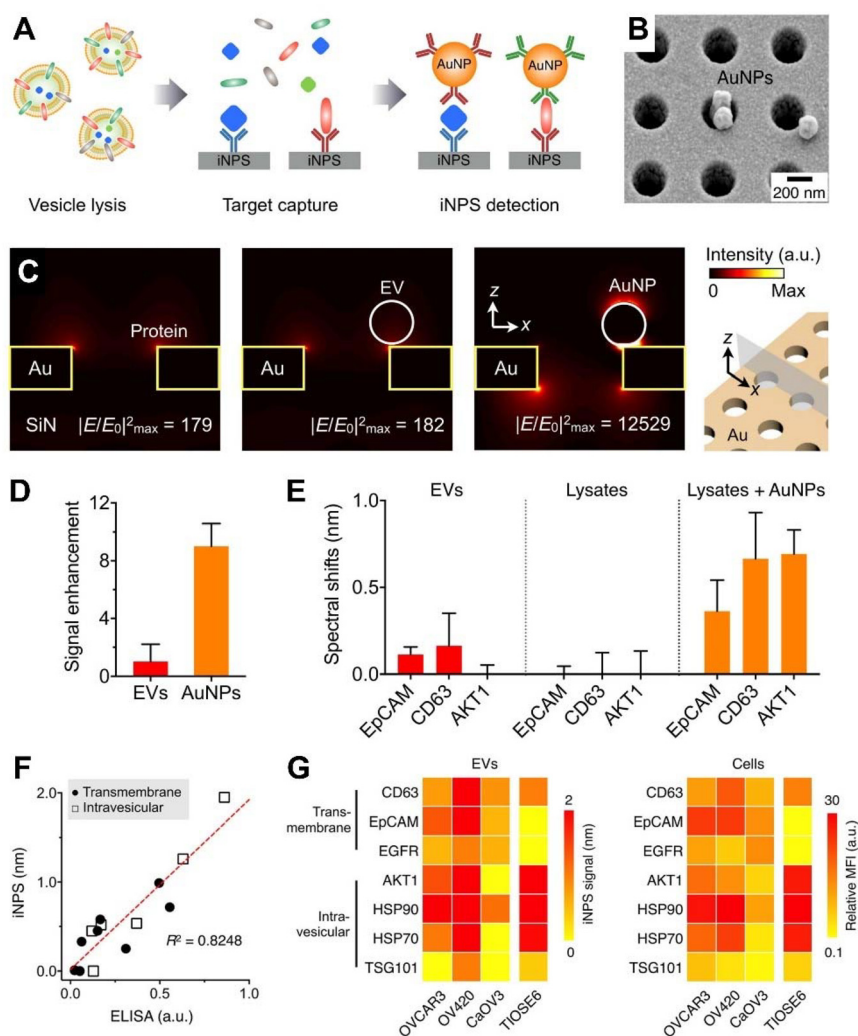 A
AuNP
AuNP
iNPS
iNPS
iNPS
iNPS
Vesicle lysis
Target capture
iNPS detection
B
AuNPs
200 nm
C
Protein
Au
SiN
|E/E₀|²max = 179
EV
Au
|E/E₀|²max = 182
z
x
AuNP
|E/E₀|²max = 12529
Intensity (a.u.)
0 Max
z
x
Au
D
Signal enhancement
12
8
4
0
EVs AuNPs
E
Spectral shifts (nm)
1.0
0.5
0.0
EVs Lysates Lysates + AuNPs
EpCAM CD63 AKT1 EpCAM CD63 AKT1 EpCAM CD63 AKT1
F
Transmembrane
Intravesicular
iNPS (nm)
2.0
1.0
0.0
R² = 0.8248
0.0 0.5 1.0
ELISA (a.u.)
G
EVs
Trans-
membrane
Intra-
vesicular
CD63
EpCAM
EGFR
AKT1
HSP90
HSP70
TSG101
OVCAR3 OV420 CaOV3 TIOSE6
2
iNPS signal (nm)
0
Cells
CD63
EpCAM
EGFR
AKT1
HSP90
HSP70
TSG101
OVCAR3 OV420 CaOV3 TIOSE6
30
Relative MFI (a.u.)
0.1